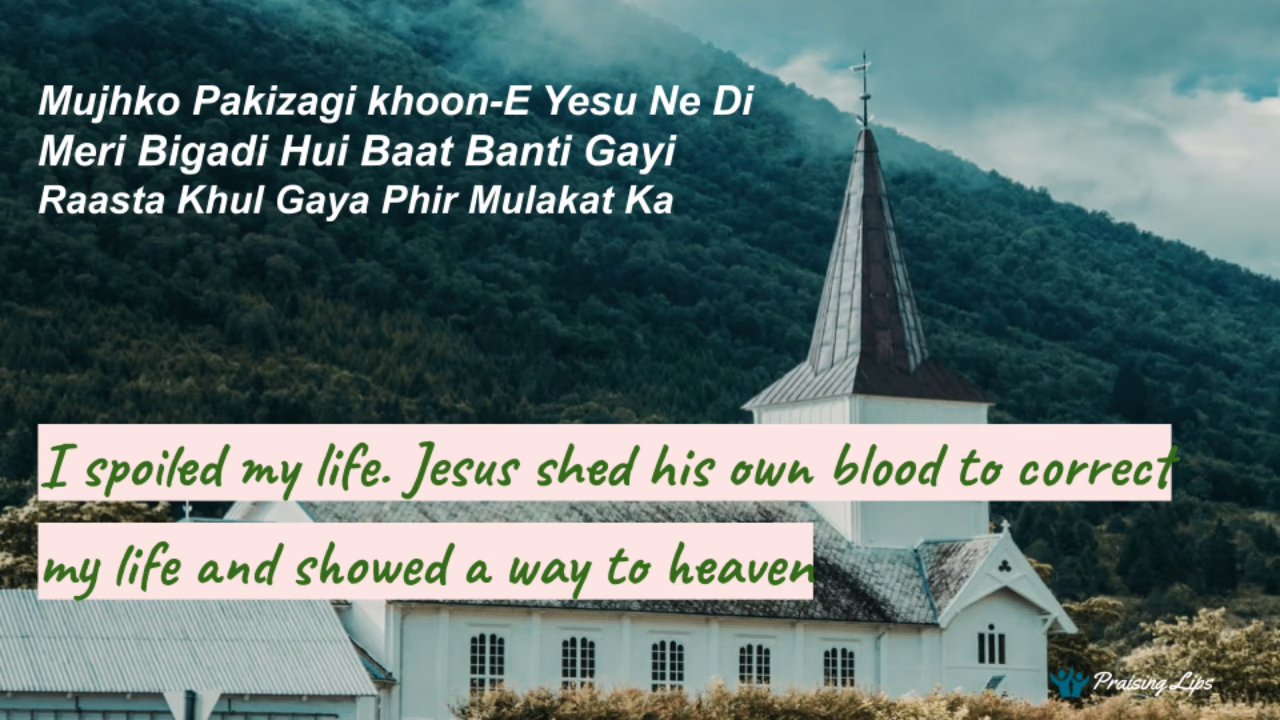 Mujhko Pakizagi khoon-E Yesu Ne Di
Meri Bigadi Hui Baat Banti Gayi
Raasta Khul Gaya Phir Mulakat Ka
I spoiled my life. Jesus shed his own blood to correct
my life and showed a way to heaven
Praising Lips